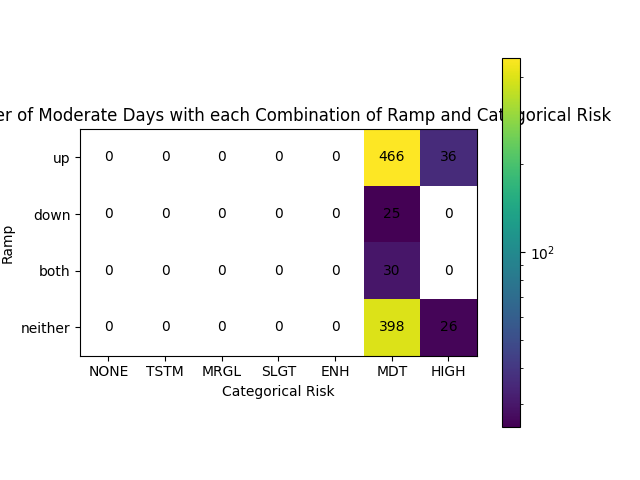 er of Moderate Days with each Combination of Ramp and Categorical Risk
up 0 0 0 0 0 466 36
down 0 0 0 0 0 25 0
both 0 0 0 0 0 30 0
neither 0 0 0 0 0 398 26
NONE TSTM MRGL SLGT ENH MDT HIGH
Categorical Risk
Ramp
10²